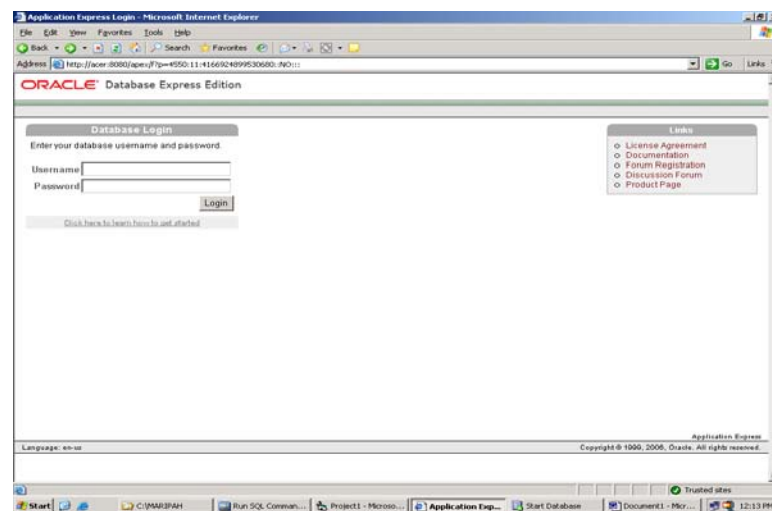 Application Express Login - Microsoft Internet Explorer
File Edit View Favorites Tools Help
Back Search Favorites
Address http://acer:8080/apex/f?p=4550:11:4166924899530680::NO::: Go Links
ORACLE Database Express Edition
Database Login
Enter your database username and password.
Username
Password
Login
Click here to learn how to get started
Links
License Agreement
Documentation
Forum Registration
Discussion Forum
Product Page
Application Express
Language: en-us
Copyright © 1999, 2006, Oracle. All rights reserved.
Trusted sites
Start C:\MARIPAH Run SQL Comman... Project1 - Microso... Application Exp... Start Database Document1 - Micr... 12:13 PM